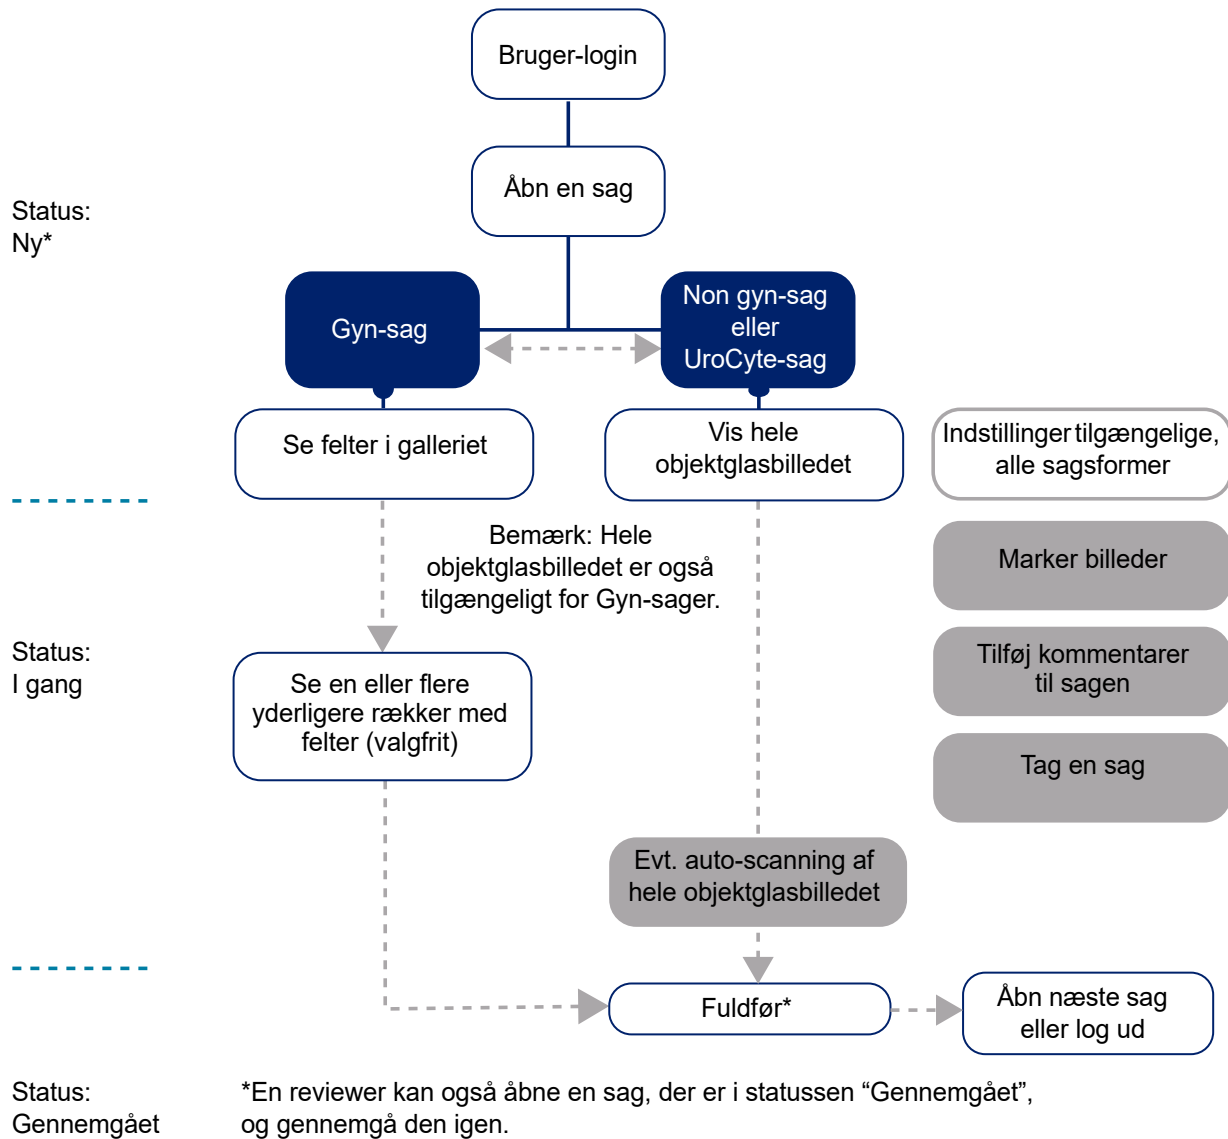 Bruger-login
Åbn en sag
Status:
Ny*
Gyn-sag
Non gyn-sag
eller
UroCyte-sag
Se felter i galleriet
Vis hele
objektglasbilledet
Indstillinger tilgængelige,
alle sagsformer
Bemærk: Hele
objektglasbilledet er også
tilgængeligt for Gyn-sager.
Marker billeder
Status:
I gang
Se en eller flere
yderligere rækker med
felter (valgfrit)
Tilføj kommentarer
til sagen
Tag en sag
Evt. auto-scanning af
hele objektglasbilledet
Fuldfør*
Åbn næste sag
eller log ud
Status:
Gennemgået
*En reviewer kan også åbne en sag, der er i statussen “Gennemgået”,
og gennemgå den igen.